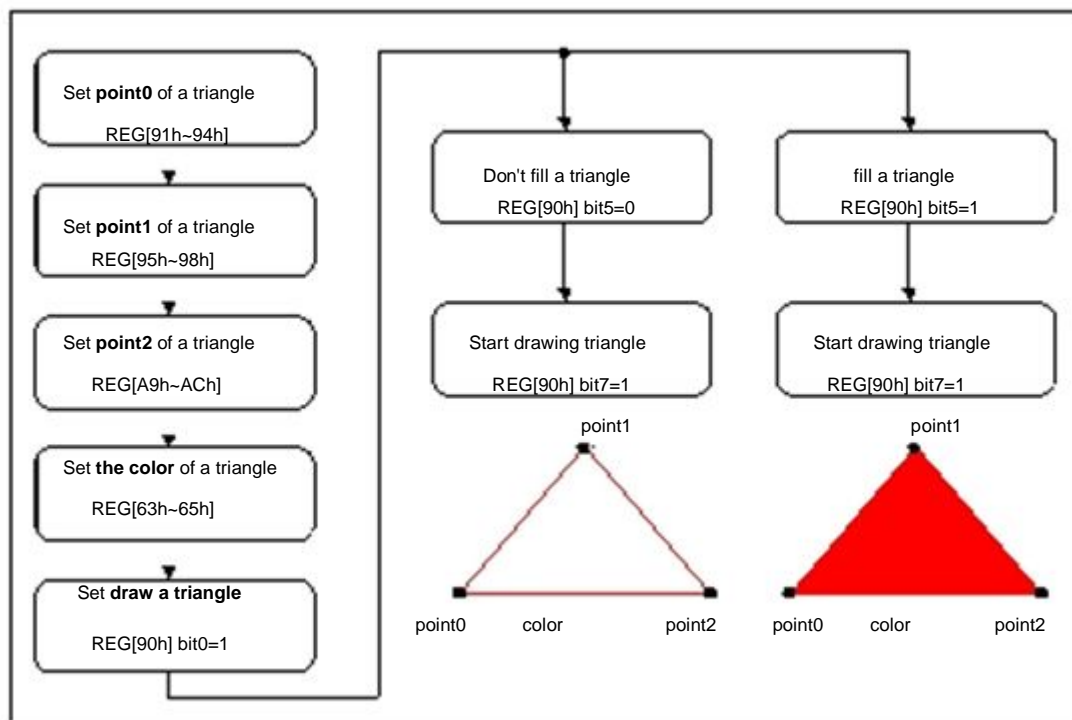 Set point0 of a triangle
REG[91h~94h]
Set point1 of a triangle
REG[95h~98h]
Set point2 of a triangle
REG[A9h~ACh]
Set the color of a triangle
REG[63h~65h]
Set draw a triangle
REG[90h] bit0=1
Don't fill a triangle
REG[90h] bit5=0
Start drawing triangle
REG[90h] bit7=1
point1
point0 color point2
fill a triangle
REG[90h] bit5=1
Start drawing triangle
REG[90h] bit7=1
point1
point0 color point2